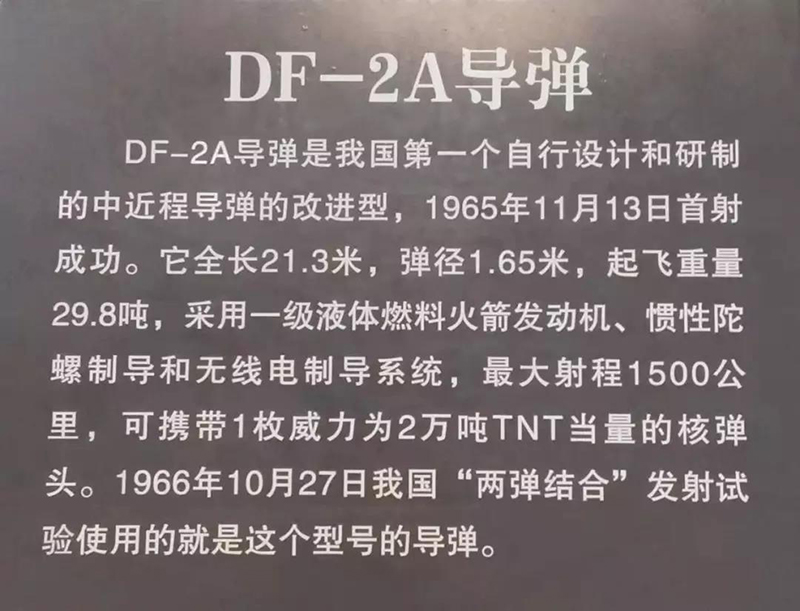 DF-2A导弹
DF-2A导弹是我国第一个自行设计和研制
的中近程导弹的改进型，1965年11月13日首射
成功。它全长21.3米，弹径1.65米，起飞重量
29.8吨，采用一级液体燃料火箭发动机、惯性陀
螺制导和无线电制导系统，最大射程1500公
里，可携带1枚威力为2万吨TNT当量的核弹
头。1966年10月27日我国“两弹结合”发射试
验使用的就是这个型号的导弹。